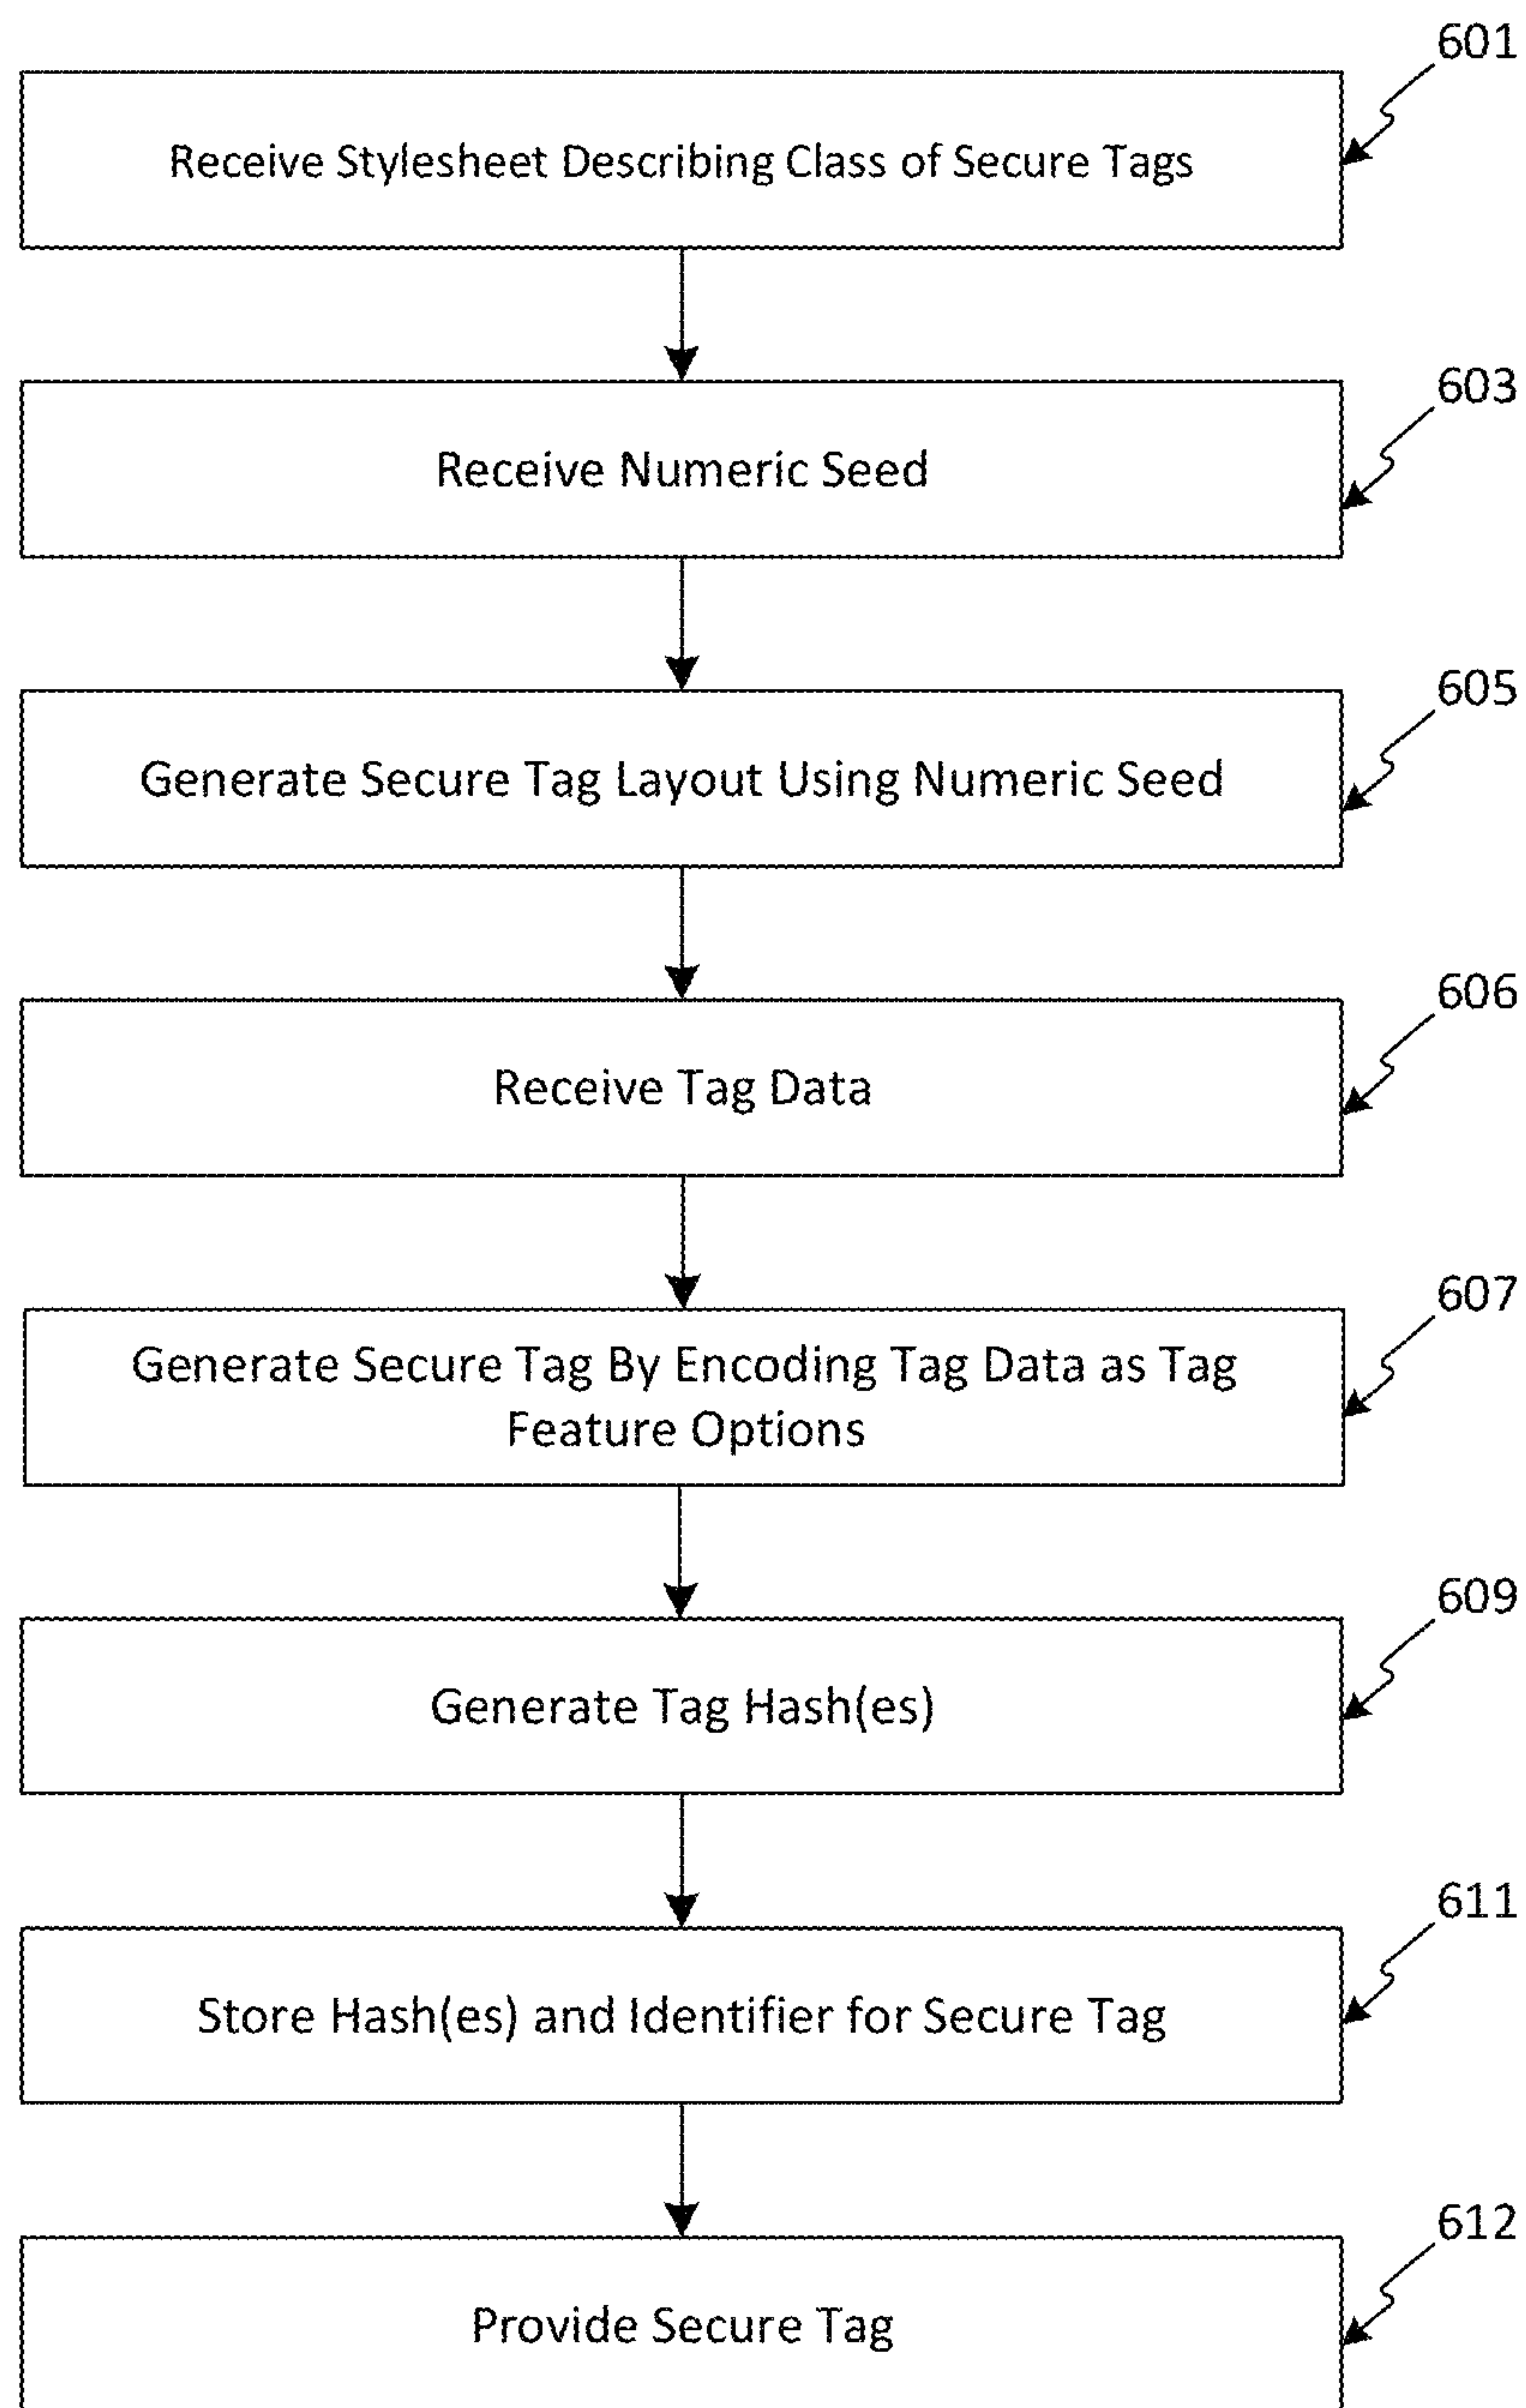 601
Receive Stylesheet Describing Class of Secure Tags
603
Receive Numeric Seed
605
Generate Secure Tag Layout Using Numeric Seed
606
Receive Tag Data
607
Generate Secure Tag By Encoding Tag Data as Tag
Feature Options
609
Generate Tag Hash(es)
611
Store Hash(es) and Identifier for Secure Tag
612
Provide Secure Tag